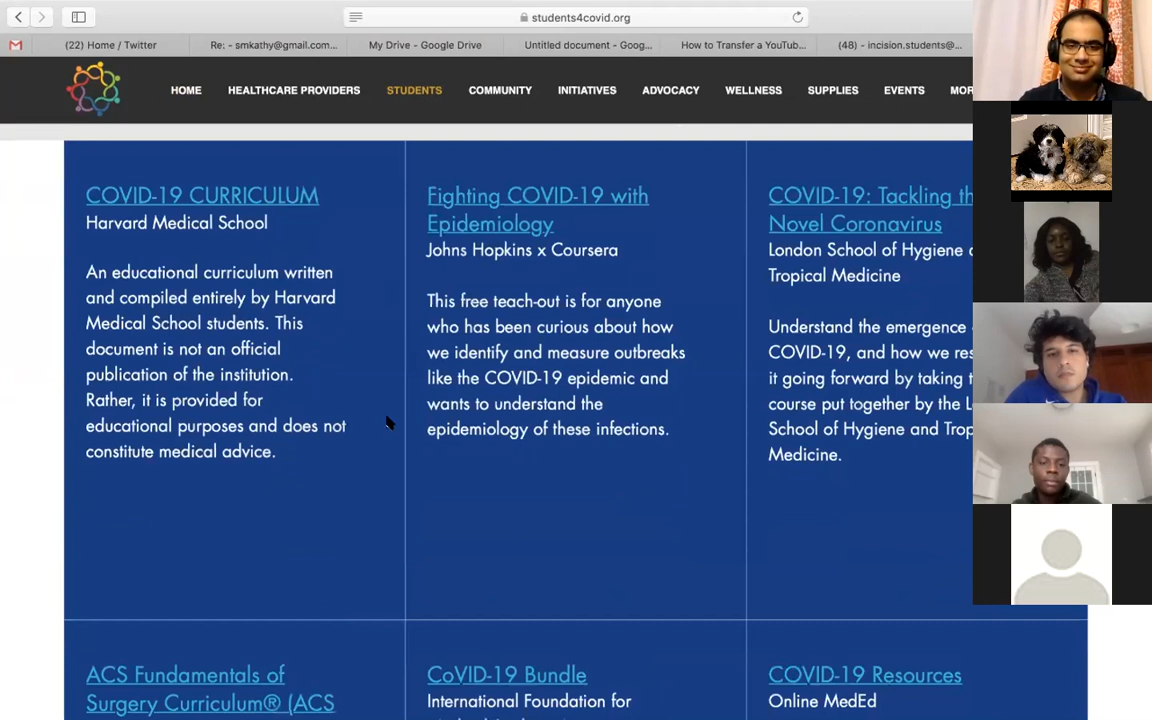 students4covid.org
(22) Home / Twitter
Re: - smkathy@gmail.com...
My Drive - Google Drive
Untitled document - Goog...
How to Transfer a YouTub...
(48) - incision.students@...
HOME
HEALTHCARE PROVIDERS
STUDENTS
COMMUNITY
INITIATIVES
ADVOCACY
WELLNESS
SUPPLIES
EVENTS
MOR
COVID-19 CURRICULUM
Harvard Medical School
An educational curriculum written
and compiled entirely by Harvard
Medical School students. This
document is not an official
publication of the institution.
Rather, it is provided for
educational purposes and does not
constitute medical advice.
Fighting COVID-19 with
Epidemiology
Johns Hopkins x Coursera
This free teach-out is for anyone
who has been curious about how
we identify and measure outbreaks
like the COVID-19 epidemic and
wants to understand the
epidemiology of these infections.
COVID-19: Tackling th
Novel Coronavirus
London School of Hygiene
Tropical Medicine
Understand the emergence
COVID-19, and how we res
it going forward by taking t
course put together by the L
School of Hygiene and Trop
Medicine.
ACS Fundamentals of
Surgery Curriculum® (ACS
CoVID-19 Bundle
International Foundation for
COVID-19 Resources
Online MedEd